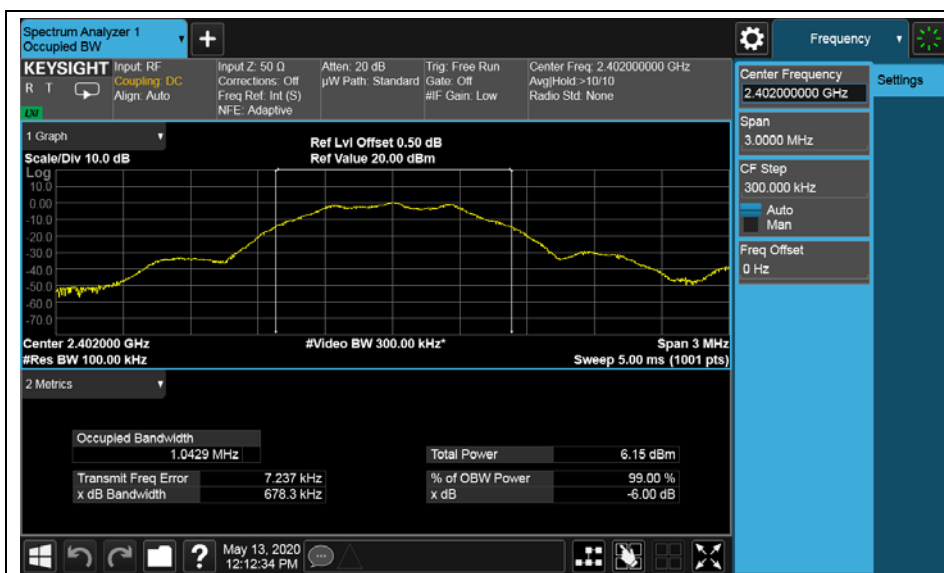 Spectrum Analyzer 1
Occupied BW
+
Frequency
KEYSIGHT
R T
LXI
Input: RF
Coupling: DC
Align: Auto
Input Z: 50 Ω
Corrections: Off
Freq Ref: Int (S)
NFE: Adaptive
Atten: 20 dB
µW Path: Standard
Trig: Free Run
Gate: Off
#IF Gain: Low
Center Freq: 2.402000000 GHz
Avg|Hold:>10/10
Radio Std: None
Center Frequency
2.402000000 GHz
Settings
Span
3.0000 MHz
CF Step
300.000 kHz
Auto
Man
Freq Offset
0 Hz
1 Graph
Scale/Div 10.0 dB
Ref Lvl Offset 0.50 dB
Ref Value 20.00 dBm
Log
10.0
0.00
-10.0
-20.0
-30.0
-40.0
-50.0
-60.0
-70.0
Center 2.402000 GHz
#Video BW 300.00 kHz*
Span 3 MHz
#Res BW 100.00 kHz
Sweep 5.00 ms (1001 pts)
2 Metrics
Occupied Bandwidth
1.0429 MHz
Total Power 6.15 dBm
Transmit Freq Error 7.237 kHz
% of OBW Power 99.00 %
x dB Bandwidth 678.3 kHz
x dB -6.00 dB
?
May 13, 2020
12:12:34 PM